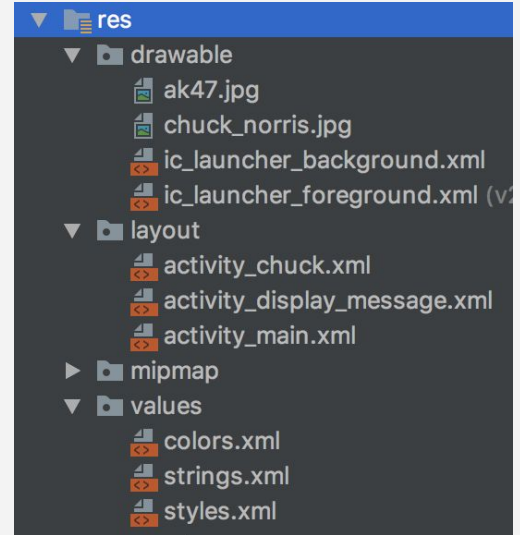 res
drawable
ak47.jpg
chuck_norris.jpg
ic_launcher_background.xml
ic_launcher_foreground.xml (v2
layout
activity_chuck.xml
activity_display_message.xml
activity_main.xml
mipmap
values
colors.xml
strings.xml
styles.xml